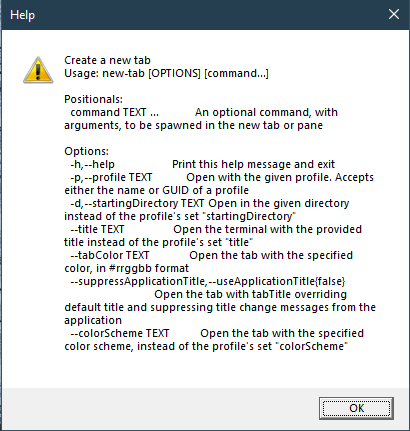 Help
Create a new tab
Usage: new-tab [OPTIONS] [command...]
Positionals:
command TEXT ... An optional command, with
arguments, to be spawned in the new tab or pane
Options:
-h,--help Print this help message and exit
-p,--profile TEXT Open with the given profile. Accepts
either the name or GUID of a profile
-d,--startingDirectory TEXT Open in the given directory
instead of the profile's set "startingDirectory"
--title TEXT Open the terminal with the provided
title instead of the profile's set "title"
--tabColor TEXT Open the tab with the specified
color, in #rrggbb format
--suppressApplicationTitle,--useApplicationTitle{false}
Open the tab with tabTitle overriding
default title and suppressing title change messages from the
application
--colorScheme TEXT Open the tab with the specified
color scheme, instead of the profile's set "colorScheme"
OK